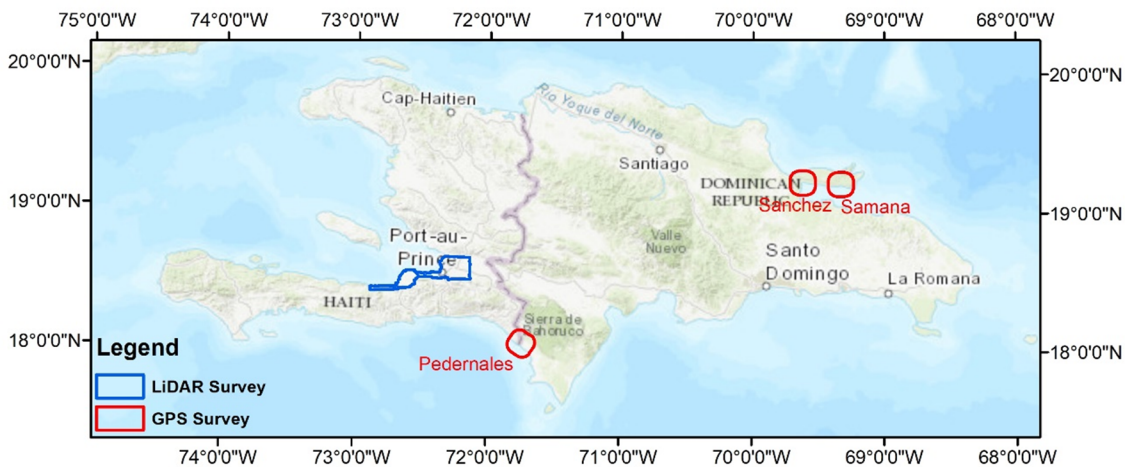 75°0'0"W 74°0'0"W 73°0'0"W 72°0'0"W 71°0'0"W 70°0'0"W 69°0'0"W 68°0'0"W
20°0'0"N
20°0'0"N
Cap-Haitien
Rio Yoque del Norte
Santiago
DOMINICAN
REPUBLIC
Sanchez
Samana
19°0'0"N
19°0'0"N
Port-au-
Prince
Valle
Nuevo
Santo
Domingo
La Romana
HAITI
Sierra de
Bahoruco
18°0'0"N
18°0'0"N
Pedernales
Legend
LiDAR Survey
GPS Survey
74°0'0"W 73°0'0"W 72°0'0"W 71°0'0"W 70°0'0"W 69°0'0"W 68°0'0"W